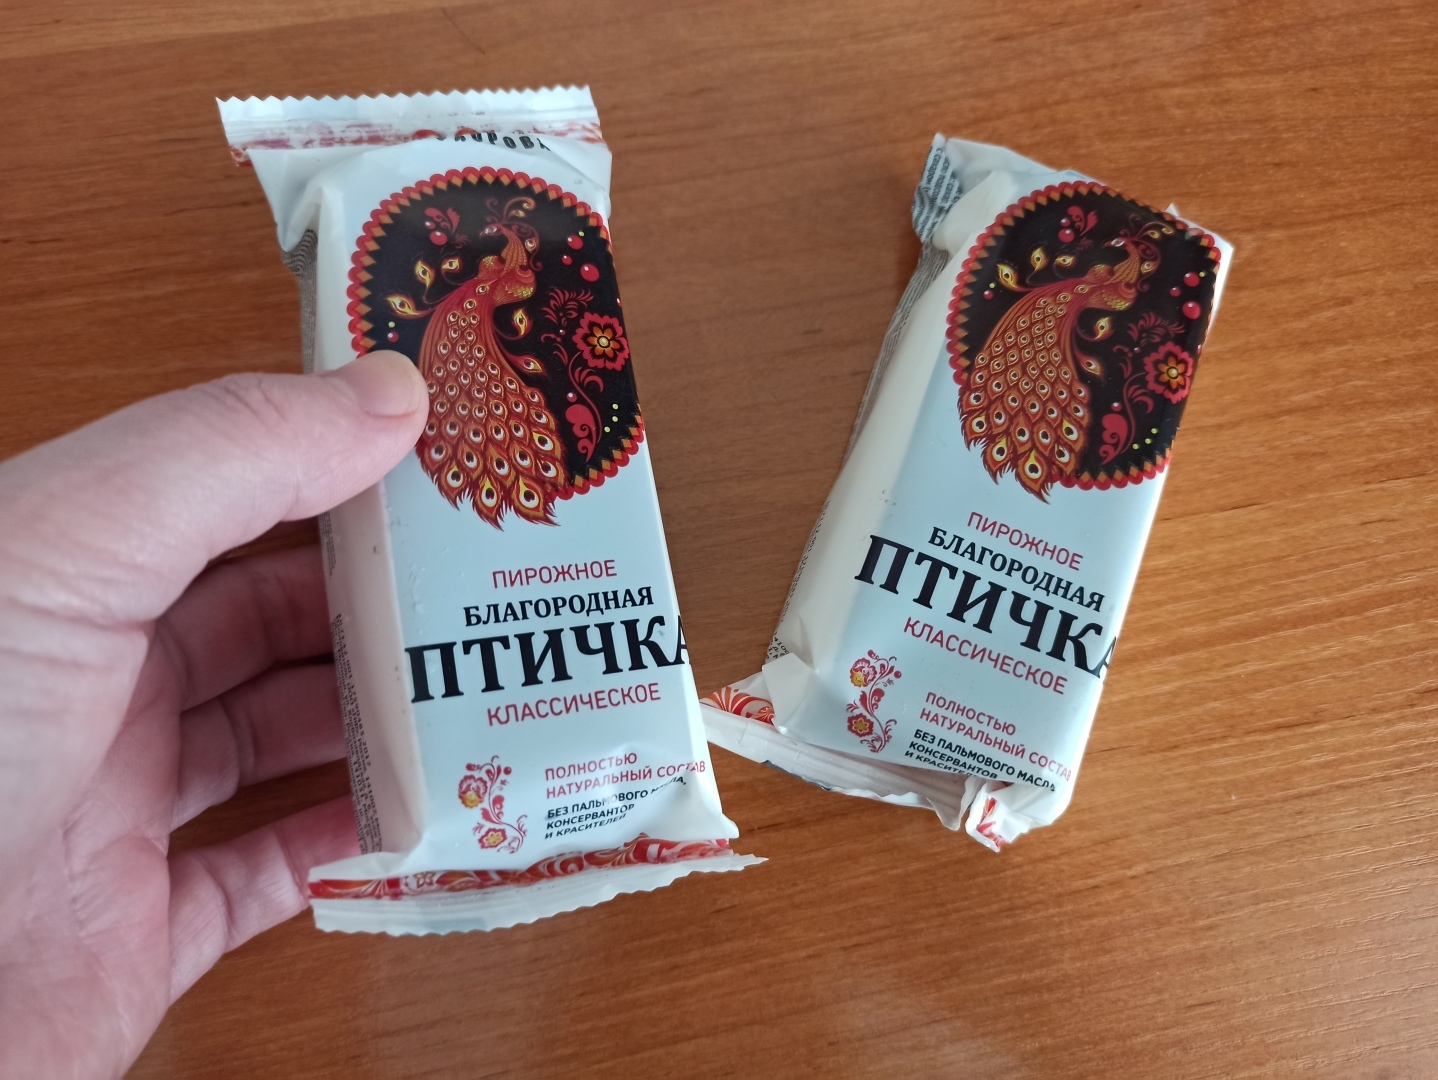 ПИРОЖНОЕ
БЛАГОРОДНАЯ
ПТИЧКА
КЛАССИЧЕСКОЕ
ПОЛНОСТЬЮ
НАТУРАЛЬНЫЙ СОСТАВ
БЕЗ ПАЛЬМОВОГО МАСЛА,
КОНСЕРВАНТОВ
И КРАСИТЕЛЕЙ
ПИРОЖНОЕ
БЛАГОРОДНАЯ
ПТИЧКА
КЛАССИЧЕСКОЕ
ПОЛНОСТЬЮ
НАТУРАЛЬНЫЙ СОСТАВ
БЕЗ ПАЛЬМОВОГО МАСЛА
КОНСЕРВАНТОВ
И КРАСИТЕЛЕЙ